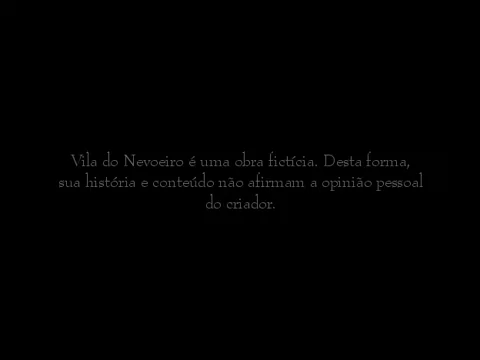 Vila do Nevoeiro é uma obra fictícia. Desta forma,
sua história e conteúdo não afirmam a opinião pessoal
do criador.